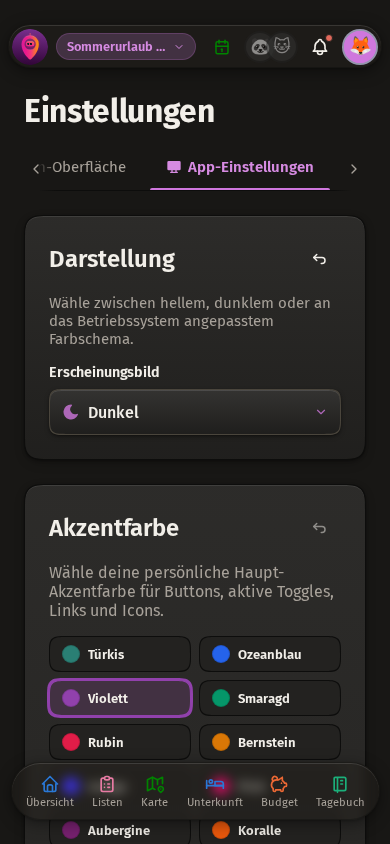 Sommerurlaub ...
Einstellungen
-Oberfläche
App-Einstellungen
Darstellung
Wähle zwischen hellem, dunklem oder an
das Betriebssystem angepasstem
Farbschema.
Erscheinungsbild
Dunkel
Akzentfarbe
Wähle deine persönliche Haupt-
Akzentfarbe für Buttons, aktive Toggles,
Links und Icons.
Türkis
Ozeanblau
Violett
Smaragd
Rubin
Bernstein
Übersicht
Listen
Karte
Unterkunft
Budget
Tagebuch
Aubergine
Koralle